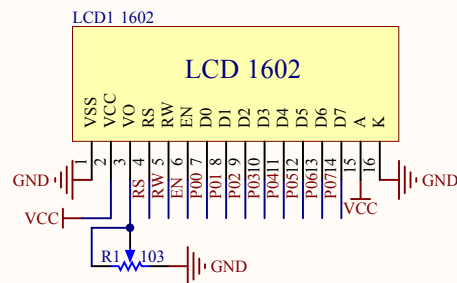 LCD1 1602
LCD 1602
VSS VCC VO RS RW EN D0 D1 D2 D3 D4 D5 D6 D7 A K
1 2 3 4 5 6 7 8 9 10 11 12 13 14 15 16
RS RW EN P00 P01 P02 P03 P04 P05 P06 P07
GND
GND
VCC
VCC
R1 103
GND